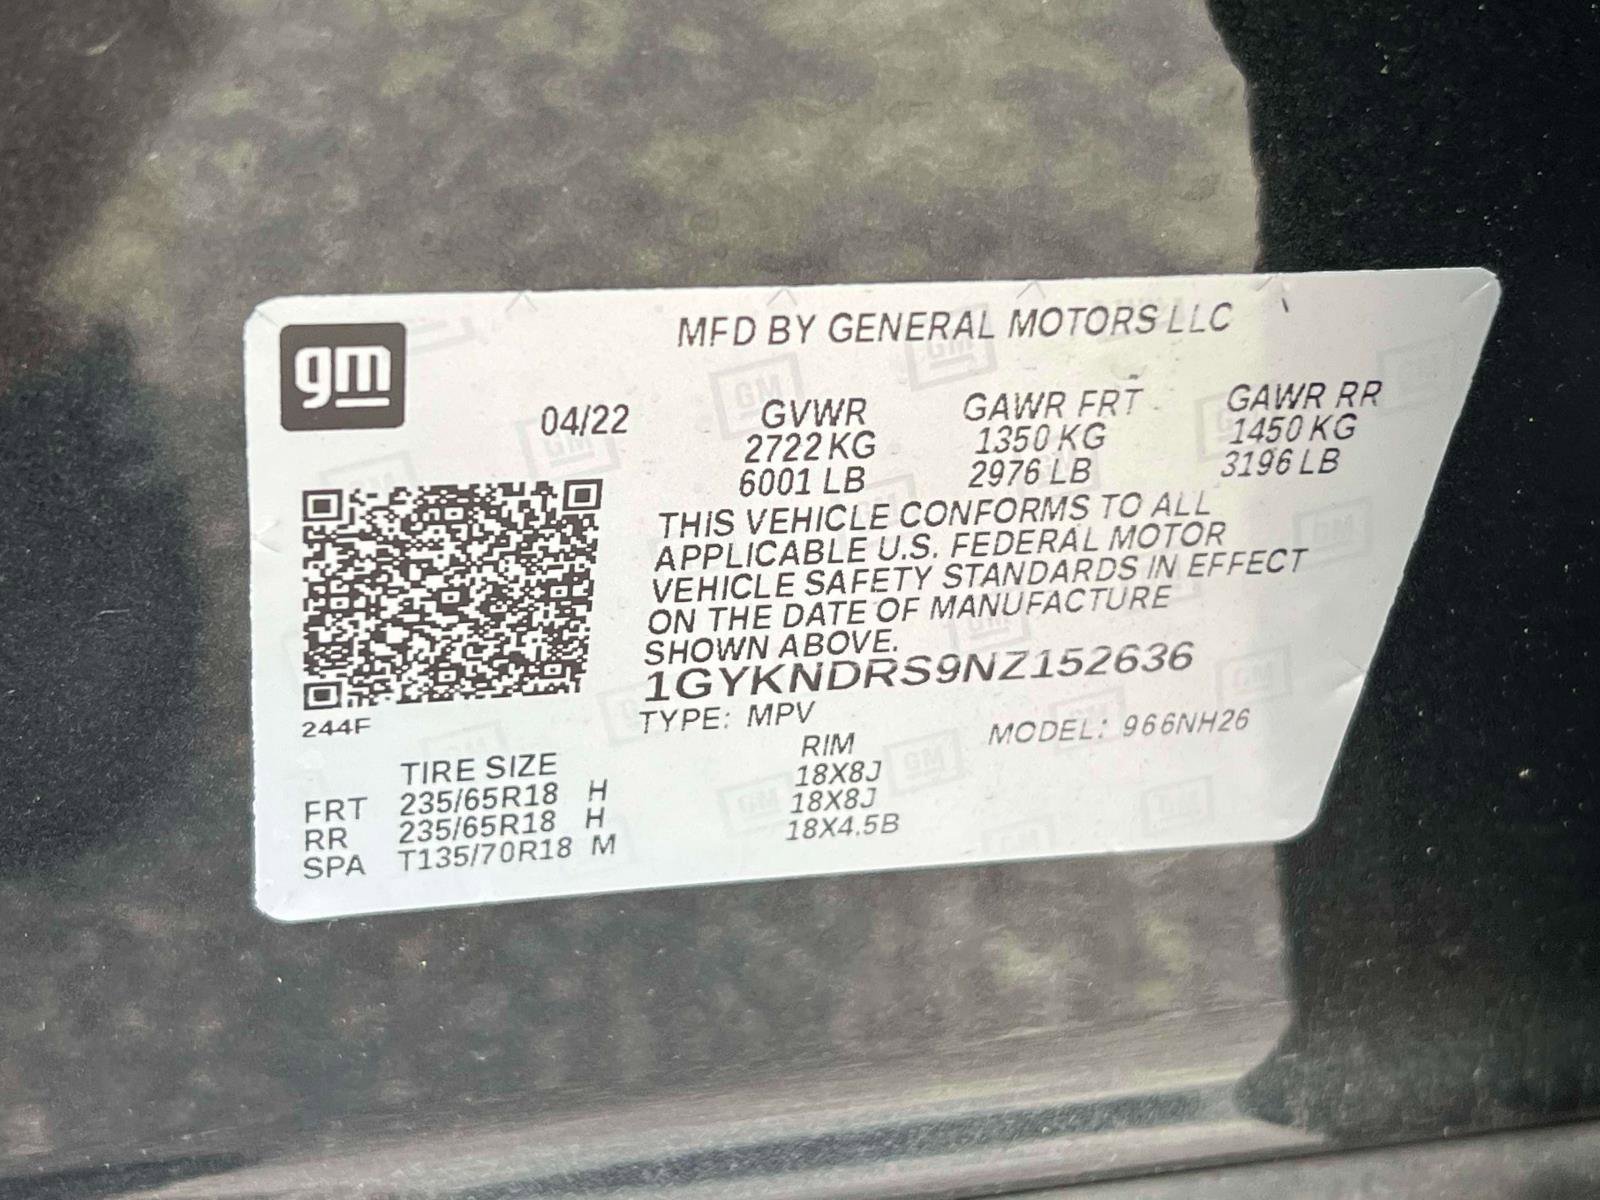 gm
MFD BY GENERAL MOTORS LLC
04/22 GVWR GAWR FRT GAWR RR
2722 KG 1350 KG 1450 KG
6001 LB 2976 LB 3196 LB
THIS VEHICLE CONFORMS TO ALL
APPLICABLE U.S. FEDERAL MOTOR
VEHICLE SAFETY STANDARDS IN EFFECT
ON THE DATE OF MANUFACTURE
SHOWN ABOVE.
1GYKNDRS9NZ152636
244F TYPE: MPV MODEL: 966NH26
TIRE SIZE RIM
FRT 235/65R18 H 18X8J
RR 235/65R18 H 18X8J
SPA T135/70R18 M 18X4.5B